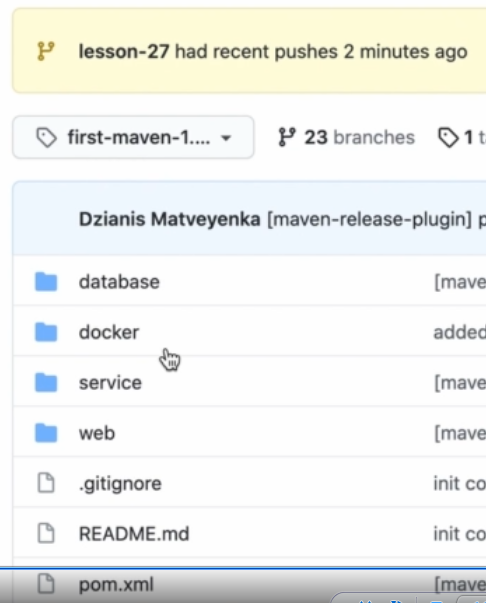 lesson-27 had recent pushes 2 minutes ago
first-maven-1.... 23 branches 1
Dzianis Matveyenka [maven-release-plugin]
database [mave
docker added
service [mave
web [mave
.gitignore init co
README.md init co
pom.xml [mave